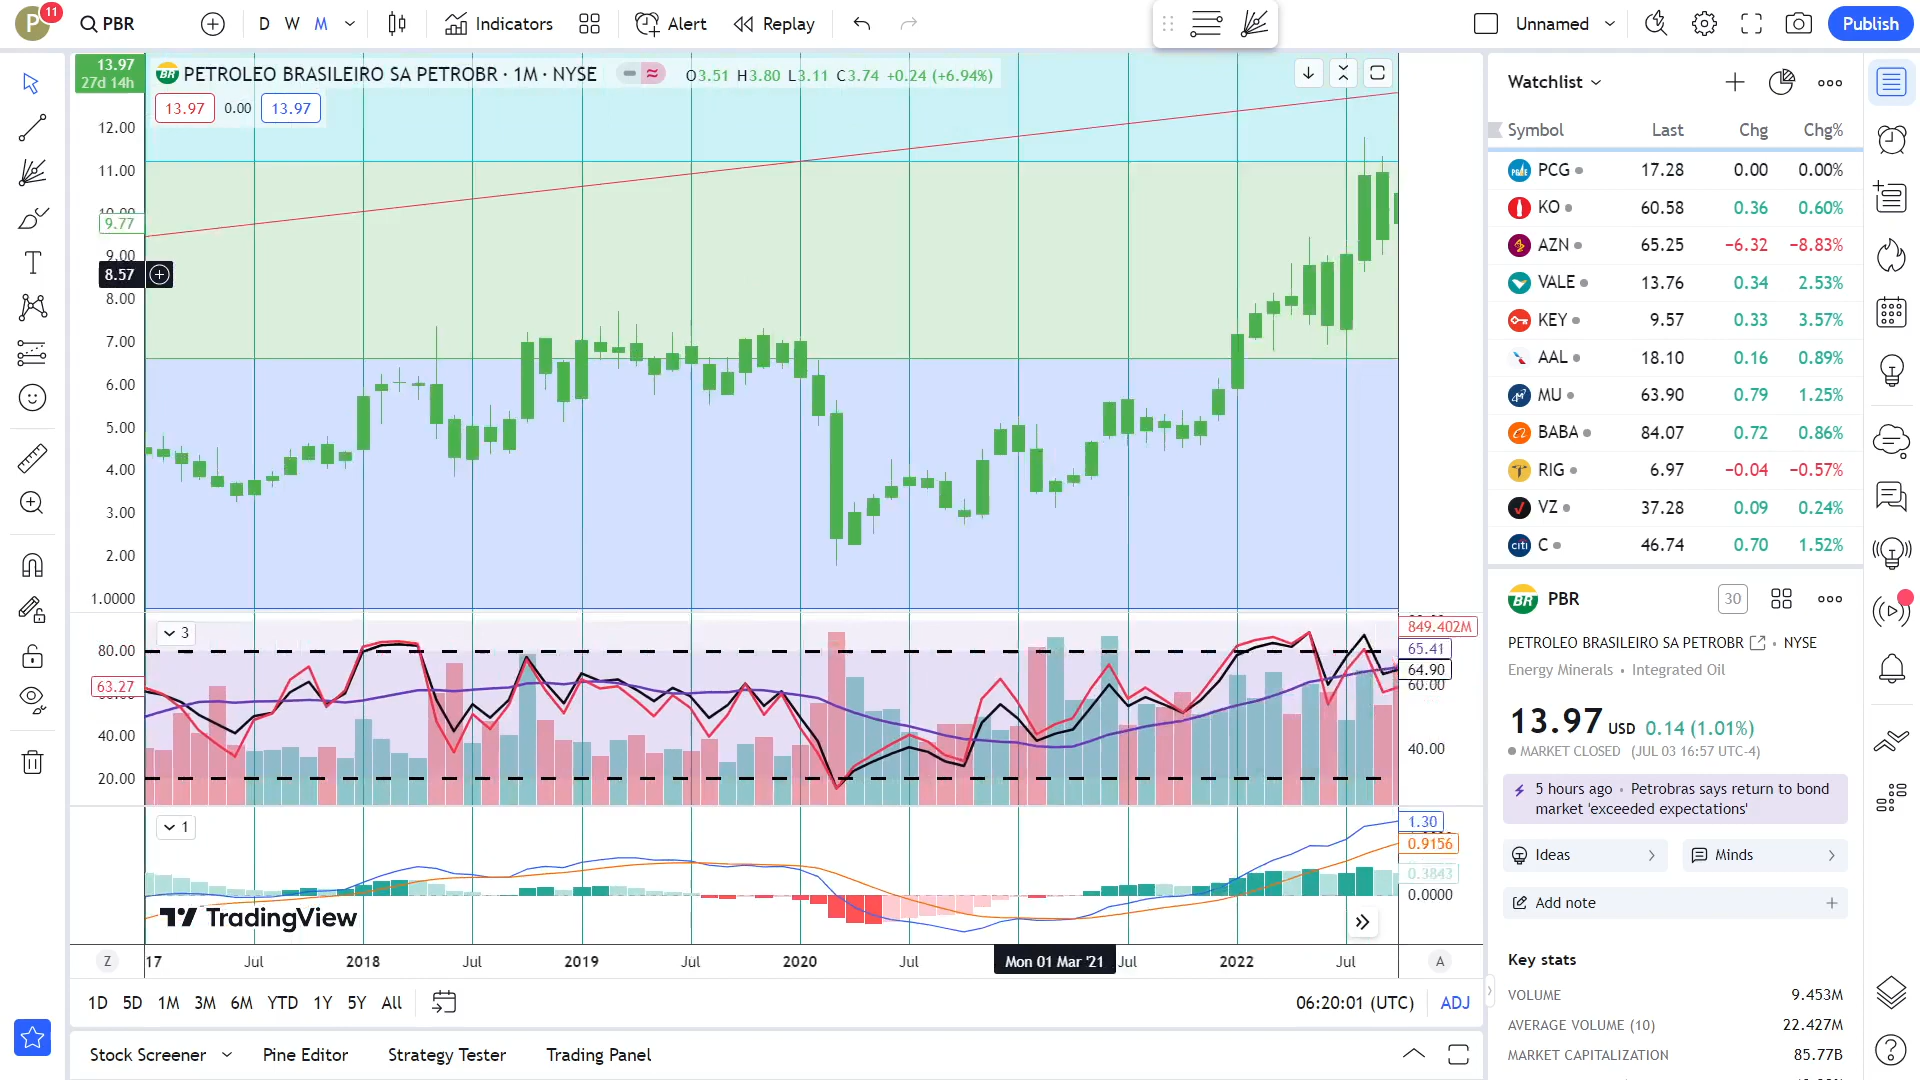 P 11 PBR D W M Indicators Alert Replay Unnamed Publish
13.97
27d 14h
BR PETROLEO BRASILEIRO SA PETROBR · 1M · NYSE O3.51 H3.80 L3.11 C3.74 +0.24 (+6.94%)
13.97 0.00 13.97
12.00
11.00
10.00
9.77
9.00
8.57
8.00
7.00
6.00
5.00
4.00
3.00
2.00
1.0000
3
80.00
63.27
40.00
20.00
849.402M
65.41
64.90
60.00
40.00
1
1.30
0.9156
0.3843
0.0000
TradingView
Z 17 Jul 2018 Jul 2019 Jul 2020 Jul Mon 01 Mar '21 Jul 2022 Jul A
1D 5D 1M 3M 6M YTD 1Y 5Y All 06:20:01 (UTC) ADJ
Stock Screener Pine Editor Strategy Tester Trading Panel
Watchlist
Symbol Last Chg Chg%
PCG 17.28 0.00 0.00%
KO 60.58 0.36 0.60%
AZN 65.25 −6.32 −8.83%
VALE 13.76 0.34 2.53%
KEY 9.57 0.33 3.57%
AAL 18.10 0.16 0.89%
MU 63.90 0.79 1.25%
BABA 84.07 0.72 0.86%
RIG 6.97 −0.04 −0.57%
VZ 37.28 0.09 0.24%
citi C 46.74 0.70 1.52%
BR PBR 30
PETROLEO BRASILEIRO SA PETROBR · NYSE
Energy Minerals · Integrated Oil
13.97 USD 0.14 (1.01%)
MARKET CLOSED (JUL 03 16:57 UTC-4)
5 hours ago · Petrobras says return to bond
market 'exceeded expectations'
Ideas Minds
Add note
Key stats
VOLUME 9.453M
AVERAGE VOLUME (10) 22.427M
MARKET CAPITALIZATION 85.77B